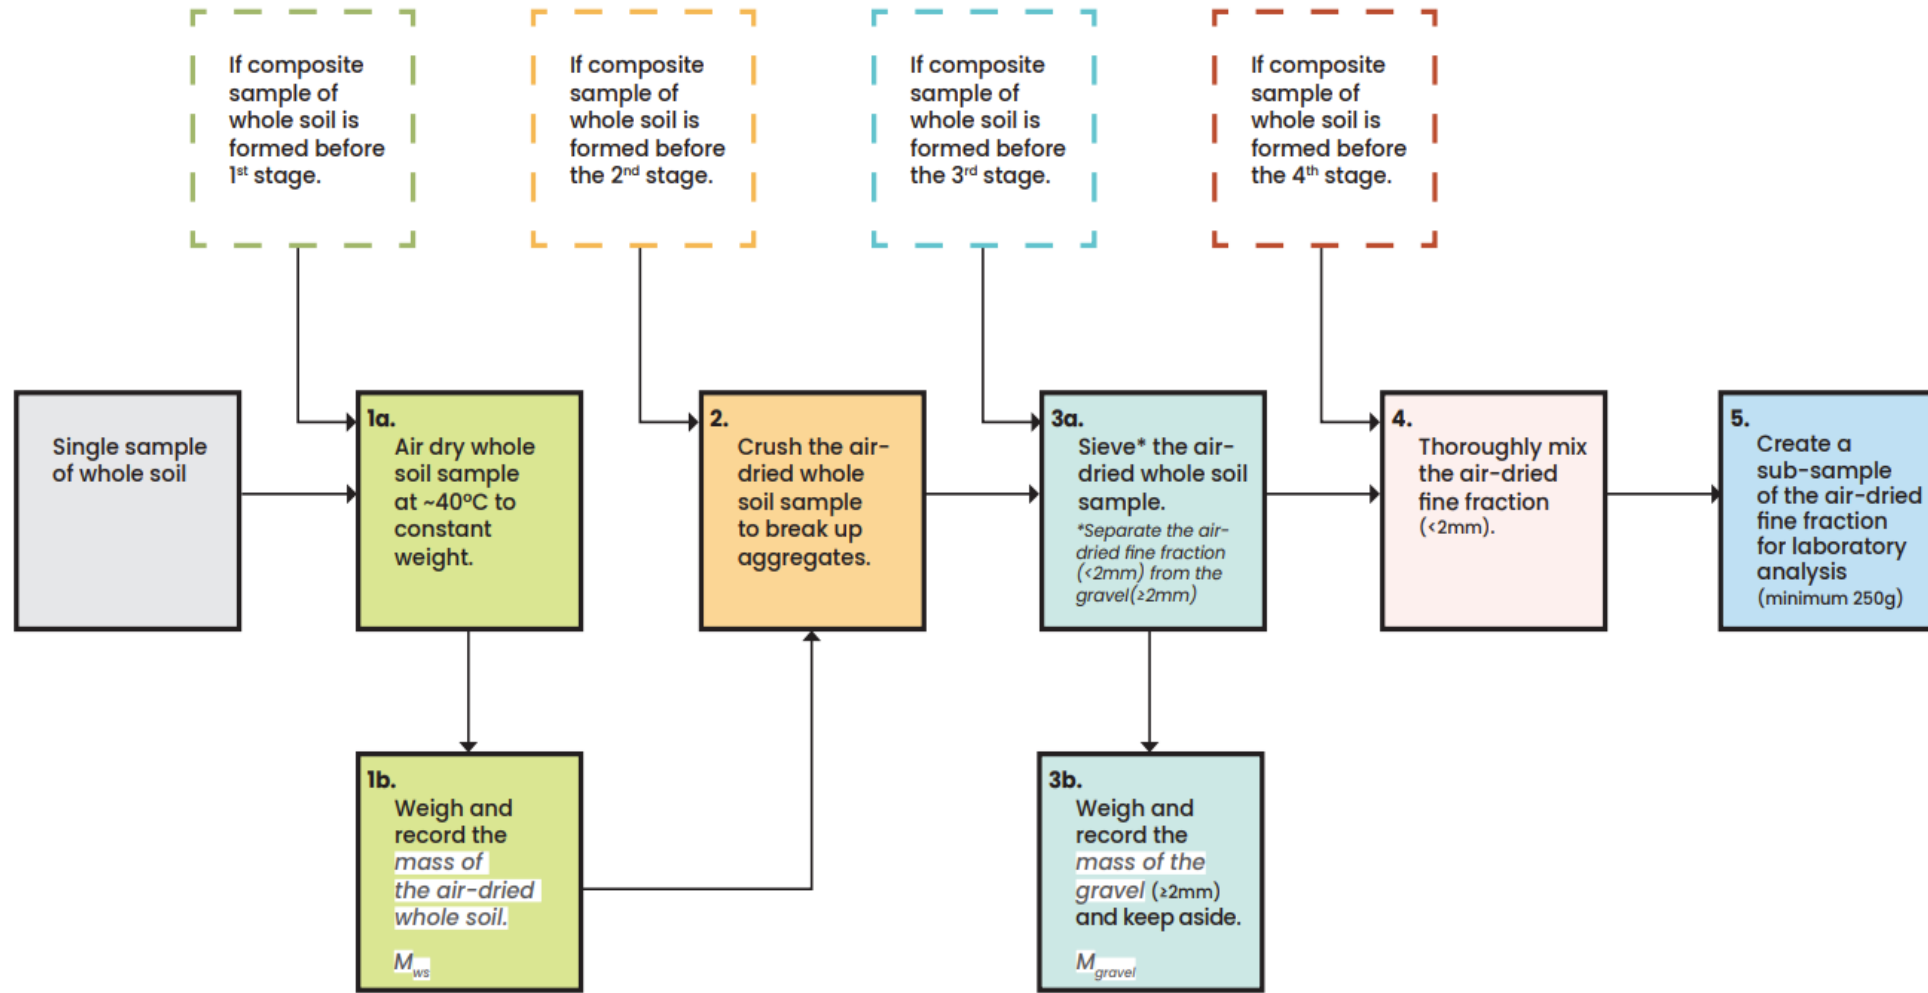 If composite
sample of
whole soil is
formed before
1st stage.
If composite
sample of
whole soil is
formed before
the 2nd stage.
If composite
sample of
whole soil is
formed before
the 3rd stage.
If composite
sample of
whole soil is
formed before
the 4th stage.
Single sample
of whole soil
1a.
Air dry whole
soil sample
at ~40°C to
constant
weight.
2.
Crush the air-
dried whole
soil sample
to break up
aggregates.
3a.
Sieve* the air-
dried whole soil
sample.
*Separate the air-
dried fine fraction
(<2mm) from the
gravel(≥2mm)
4.
Thoroughly mix
the air-dried
fine fraction
(<2mm).
5.
Create a
sub-sample
of the air-dried
fine fraction
for laboratory
analysis
(minimum 250g)
1b.
Weigh and
record the
mass of
the air-dried
whole soil.
Mws
3b.
Weigh and
record the
mass of the
gravel (≥2mm)
and keep aside.
Mgravel